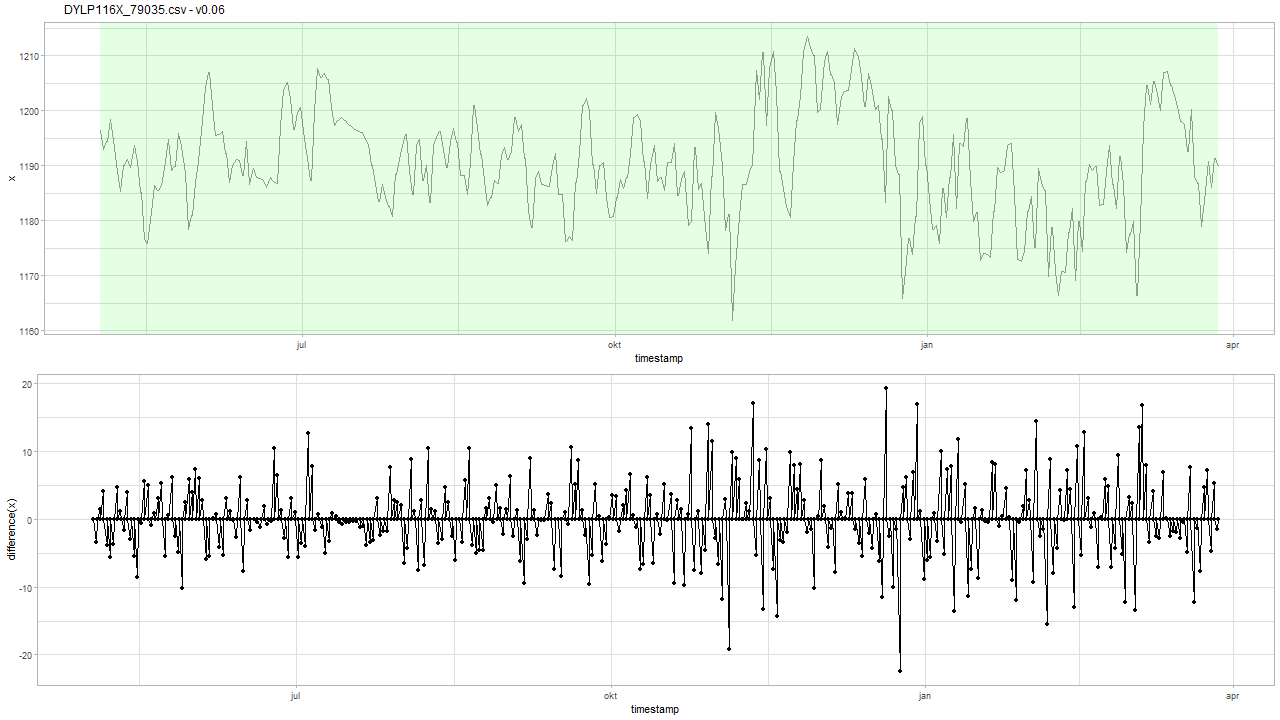 DYLP116X_79035.csv - v0.06
1210
1200
1190
1180
1170
1160
x
jul
okt
jan
apr
timestamp
20
10
0
-10
-20
difference(x)
jul
okt
jan
apr
timestamp